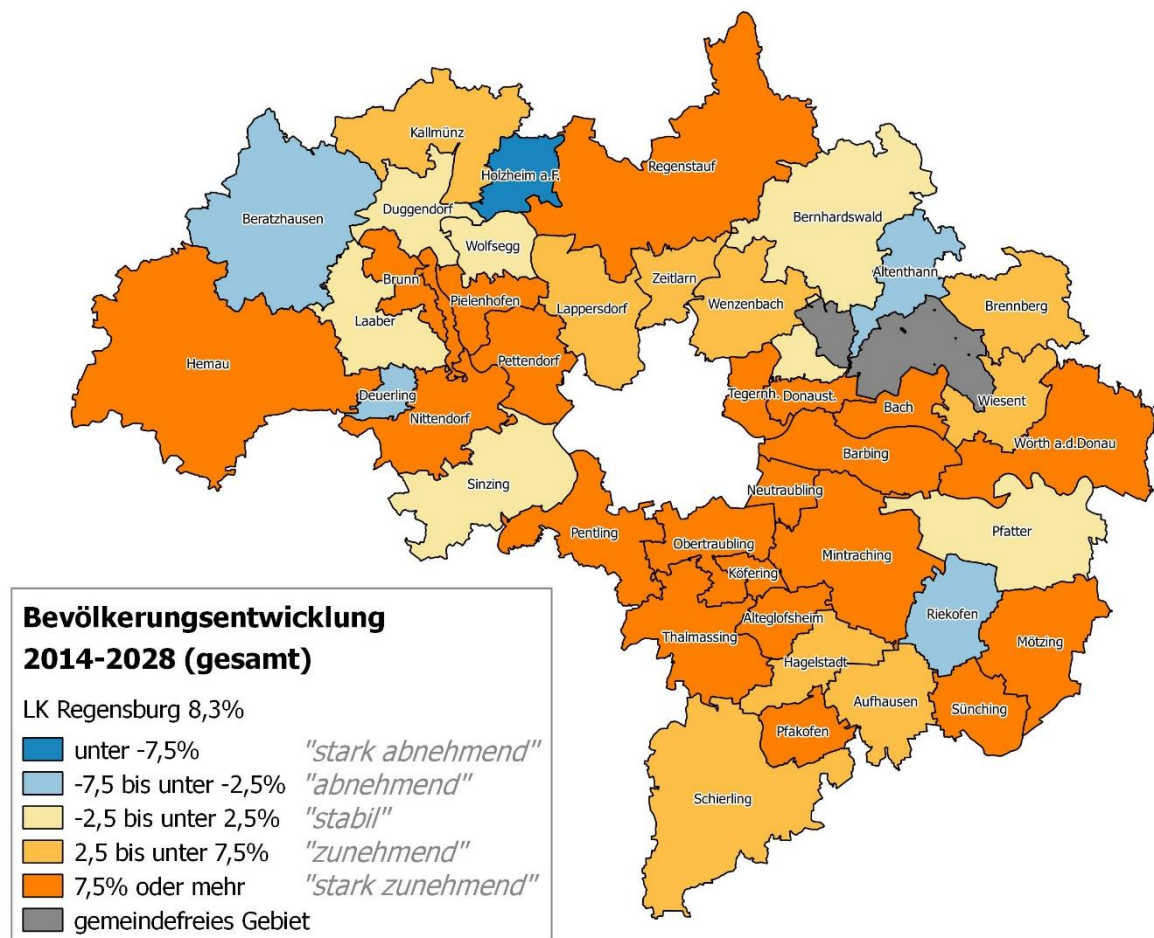 Kallmünz
Regenstauf
Holzheim a.F.
Beratzhausen
Duggendorf
Bernhardswald
Wolfsegg
Altenthann
Brunn
Zeitlarn
Pielenhofen
Lappersdorf
Wenzenbach
Brennberg
Laaber
Hemau
Pettendorf
Deuerling
Tegernh.
Donaust.
Bach
Wiesent
Nittendorf
Wörth a.d.Donau
Barbing
Sinzing
Neutraubling
Pentling
Pfatter
Obertraubling
Mintraching
Köfering
Riekofen
Alteglofsheim
Thalmassing
Mötzing
Hagelstadt
Aufhausen
Sünching
Pfakofen
Schierling
Bevölkerungsentwicklung
2014-2028 (gesamt)
LK Regensburg 8,3%
unter -7,5% "stark abnehmend"
-7,5 bis unter -2,5% "abnehmend"
-2,5 bis unter 2,5% "stabil"
2,5 bis unter 7,5% "zunehmend"
7,5% oder mehr "stark zunehmend"
gemeindefreies Gebiet